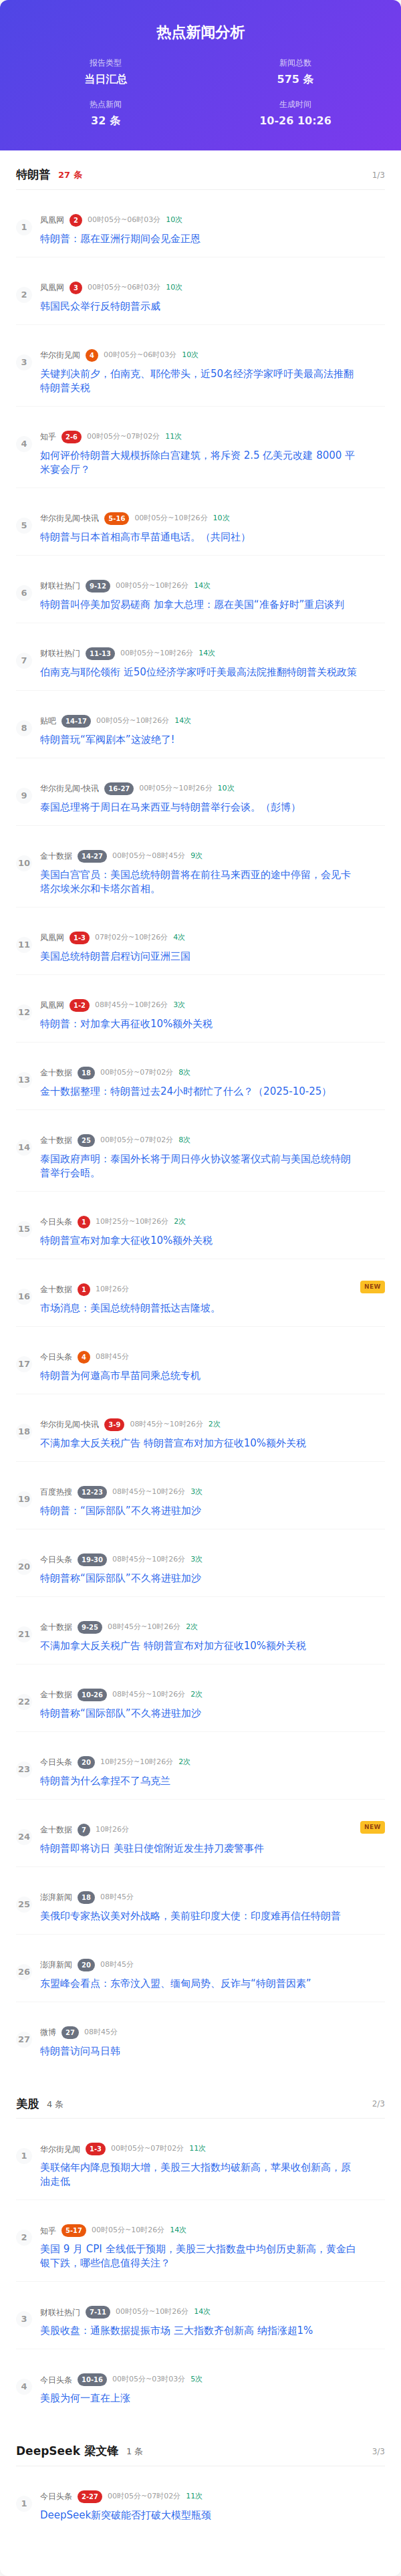 热点新闻分析
报告类型
新闻总数
当日汇总
575 条
热点新闻
生成时间
32 条
10-26 10:26
特朗普 27 条 1/3
1
凤凰网 2 00时05分~06时03分 10次
特朗普：愿在亚洲行期间会见金正恩
2
凤凰网 3 00时05分~06时03分 10次
韩国民众举行反特朗普示威
3
华尔街见闻 4 00时05分~06时03分 10次
关键判决前夕，伯南克、耶伦带头，近50名经济学家呼吁美最高法推翻
特朗普关税
4
知乎 2-6 00时05分~07时02分 11次
如何评价特朗普大规模拆除白宫建筑，将斥资 2.5 亿美元改建 8000 平
米宴会厅？
5
华尔街见闻-快讯 5-16 00时05分~10时26分 10次
特朗普与日本首相高市早苗通电话。（共同社）
6
财联社热门 9-12 00时05分~10时26分 14次
特朗普叫停美加贸易磋商 加拿大总理：愿在美国“准备好时”重启谈判
7
财联社热门 11-13 00时05分~10时26分 14次
伯南克与耶伦领衔 近50位经济学家呼吁美最高法院推翻特朗普关税政策
8
贴吧 14-17 00时05分~10时26分 14次
特朗普玩“军阀剧本”这波绝了!
9
华尔街见闻-快讯 16-27 00时05分~10时26分 10次
泰国总理将于周日在马来西亚与特朗普举行会谈。（彭博）
10
金十数据 14-27 00时05分~08时45分 9次
美国白宫官员：美国总统特朗普将在前往马来西亚的途中停留，会见卡
塔尔埃米尔和卡塔尔首相。
11
凤凰网 1-3 07时02分~10时26分 4次
美国总统特朗普启程访问亚洲三国
12
凤凰网 1-2 08时45分~10时26分 3次
特朗普：对加拿大再征收10%额外关税
13
金十数据 18 00时05分~07时02分 8次
金十数据整理：特朗普过去24小时都忙了什么？（2025-10-25）
14
金十数据 25 00时05分~07时02分 8次
泰国政府声明：泰国外长将于周日停火协议签署仪式前与美国总统特朗
普举行会晤。
15
今日头条 1 10时25分~10时26分 2次
特朗普宣布对加拿大征收10%额外关税
16
金十数据 1 10时26分 NEW
市场消息：美国总统特朗普抵达吉隆坡。
17
今日头条 4 08时45分
特朗普为何邀高市早苗同乘总统专机
18
华尔街见闻-快讯 3-9 08时45分~10时26分 2次
不满加拿大反关税广告 特朗普宣布对加方征收10%额外关税
19
百度热搜 12-23 08时45分~10时26分 3次
特朗普：“国际部队”不久将进驻加沙
20
今日头条 19-30 08时45分~10时26分 3次
特朗普称“国际部队”不久将进驻加沙
21
金十数据 9-25 08时45分~10时26分 2次
不满加拿大反关税广告 特朗普宣布对加方征收10%额外关税
22
金十数据 10-26 08时45分~10时26分 2次
特朗普称“国际部队”不久将进驻加沙
23
今日头条 20 10时25分~10时26分 2次
特朗普为什么拿捏不了乌克兰
24
金十数据 7 10时26分 NEW
特朗普即将访日 美驻日使馆附近发生持刀袭警事件
25
澎湃新闻 18 08时45分
美俄印专家热议美对外战略，美前驻印度大使：印度难再信任特朗普
26
澎湃新闻 20 08时45分
东盟峰会看点：东帝汶入盟、缅甸局势、反诈与“特朗普因素”
27
微博 27 08时45分
特朗普访问马日韩
美股 4 条 2/3
1
华尔街见闻 1-3 00时05分~07时02分 11次
美联储年内降息预期大增，美股三大指数均破新高，苹果收创新高，原
油走低
2
知乎 5-17 00时05分~10时26分 14次
美国 9 月 CPI 全线低于预期，美股三大指数盘中均创历史新高，黄金白
银下跌，哪些信息值得关注？
3
财联社热门 7-11 00时05分~10时26分 14次
美股收盘：通胀数据提振市场 三大指数齐创新高 纳指涨超1%
4
今日头条 10-16 00时05分~03时03分 5次
美股为何一直在上涨
DeepSeek 梁文锋 1 条 3/3
1
今日头条 2-27 00时05分~07时02分 11次
DeepSeek新突破能否打破大模型瓶颈